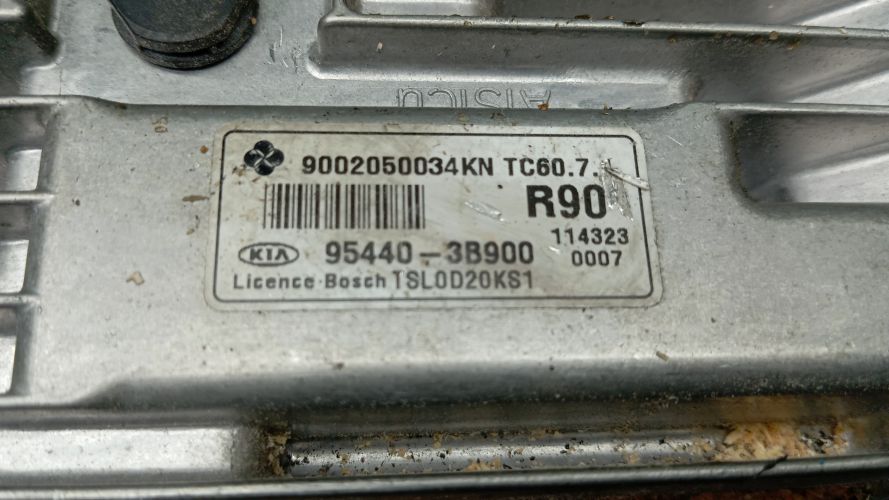 9002050034KN TC60.7.
R90
114323
KIA 95440-3B900 0007
Licence Bosch TSL0D20KS1